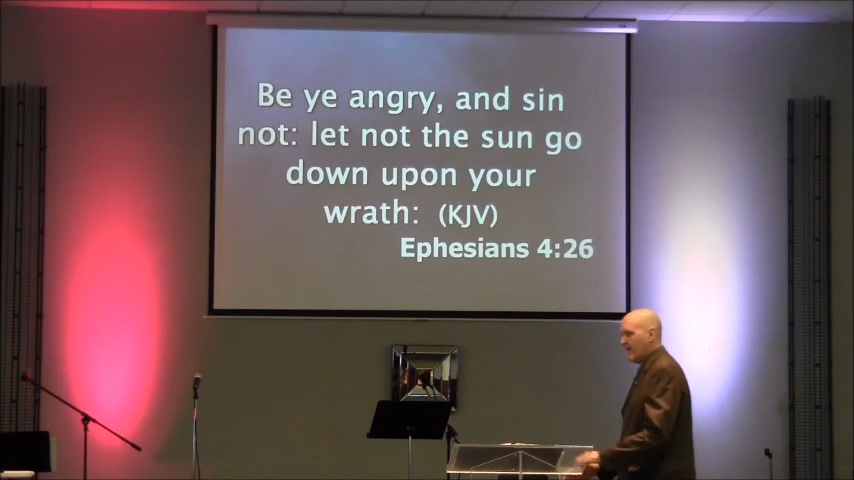 Be ye angry, and sin
not: let not the sun go
down upon your
wrath: (KJV)
Ephesians 4:26